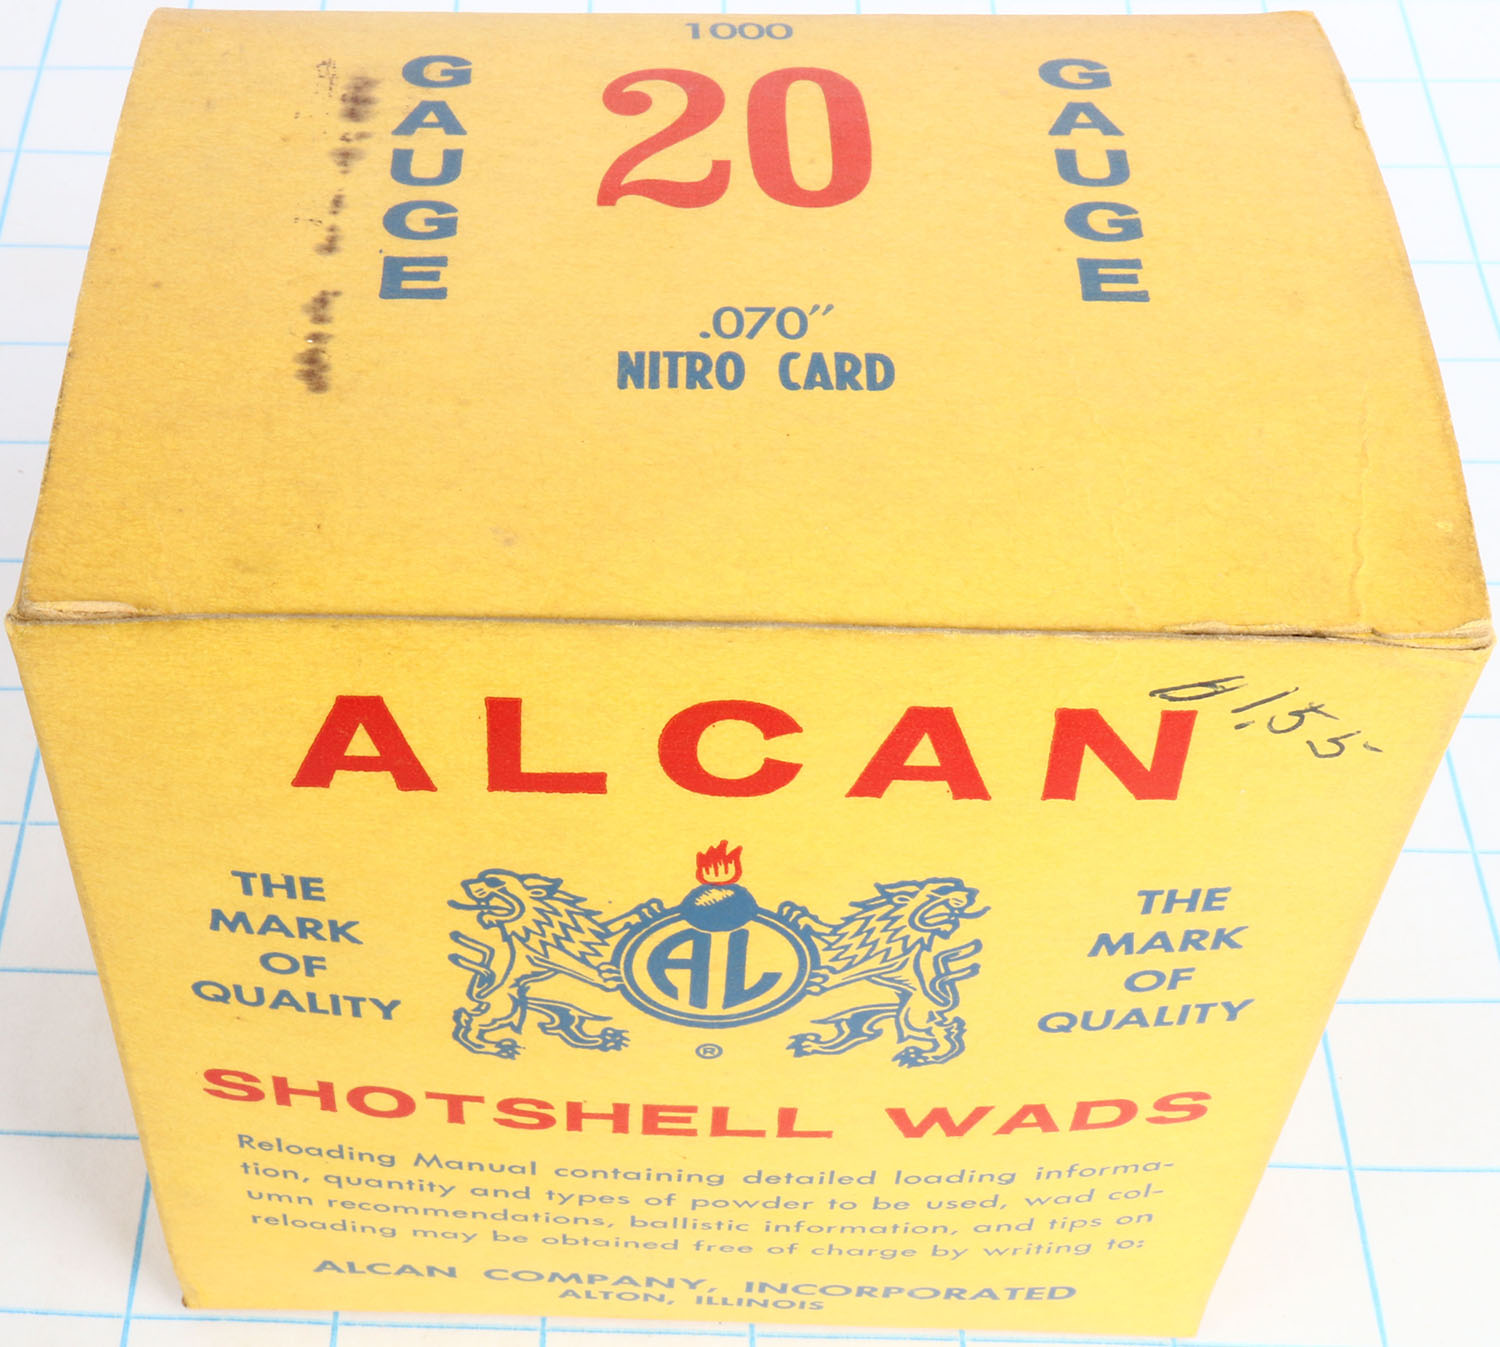 1000
GAUGE
20
GAUGE
.070″
NITRO CARD
ALCAN
1.55
THE
MARK
OF
QUALITY
AL
®
THE
MARK
OF
QUALITY
SHOTSHELL WADS
Reloading Manual containing detailed loading informa-
tion, quantity and types of powder to be used, wad col-
umn recommendations, ballistic information, and tips on
reloading may be obtained free of charge by writing to:
ALCAN COMPANY, INCORPORATED
ALTON, ILLINOIS